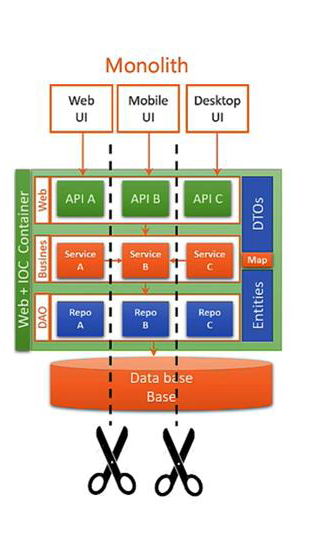 Monolith
Web
UI
Mobile
UI
Desktop
UI
Web + IOC Container
Web
API A
API B
API C
DTOs
Busines
Service
A
Service
B
Service
C
Map
DAO
Repo
A
Repo
B
Repo
C
Entities
Data base
Base